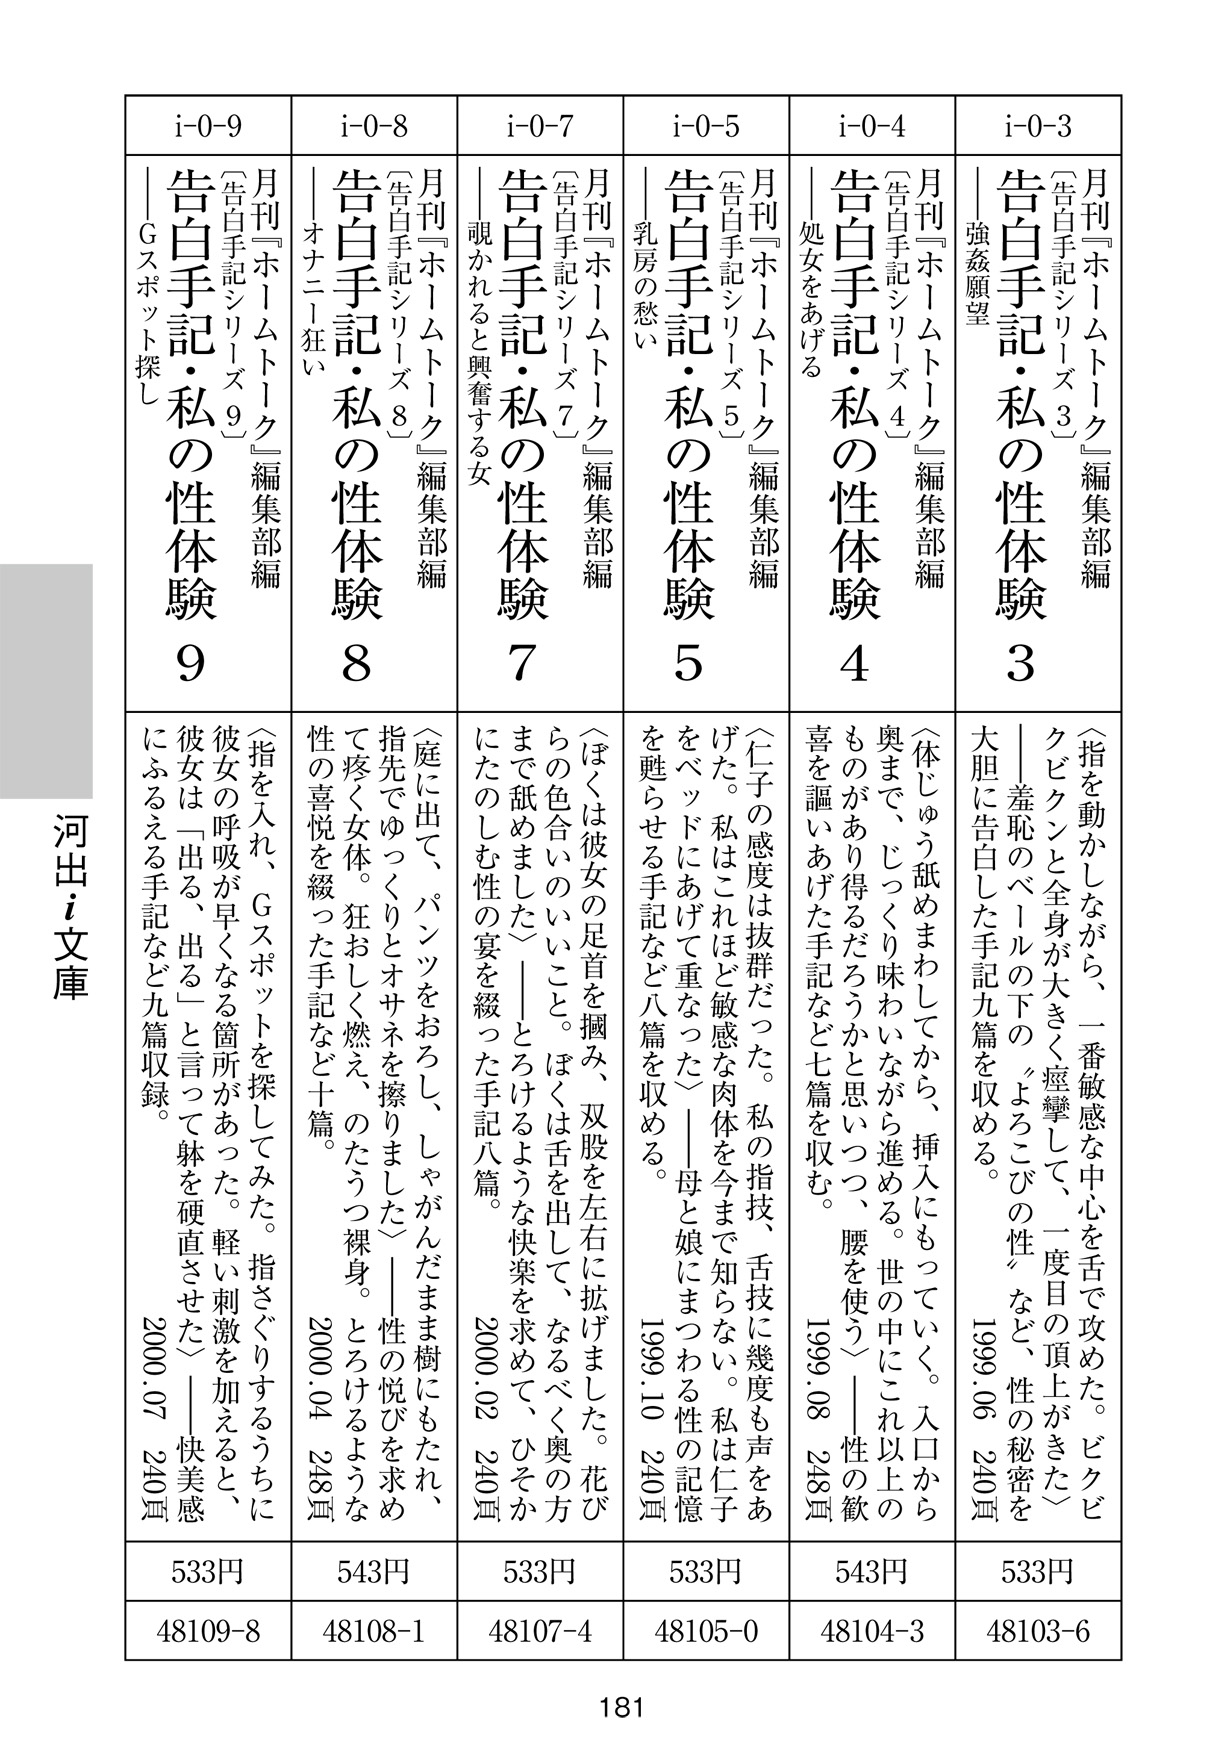 i-0-3
月刊『ホームトーク』編集部編
〔告白手記シリーズ 3〕
告白手記・私の性体験 3
──強姦願望
〈指を動かしながら、一番敏感な中心を舌で攻めた。ビクビ
クビクンと全身が大きく痙攣して、一度目の頂上がきた〉
──羞恥のベールの下の〝よろこびの性〟など、性の秘密を
大胆に告白した手記九篇を収める。 1999.06 240頁
533円
48103-6
i-0-4
月刊『ホームトーク』編集部編
〔告白手記シリーズ 4〕
告白手記・私の性体験 4
──処女をあげる
〈体じゅう舐めまわしてから、挿入にもっていく。入口から
奥まで、じっくり味わいながら進める。世の中にこれ以上の
ものがあり得るだろうかと思いつつ、腰を使う〉──性の歓
喜を謳いあげた手記など七篇を収む。 1999.08 248頁
543円
48104-3
i-0-5
月刊『ホームトーク』編集部編
〔告白手記シリーズ 5〕
告白手記・私の性体験 5
──乳房の愁い
〈仁子の感度は抜群だった。私の指技、舌技に幾度も声をあ
げた。私はこれほど敏感な肉体を今まで知らない。私は仁子
をベッドにあげて重なった〉──母と娘にまつわる性の記憶
を甦らせる手記など八篇を収める。 1999.10 240頁
533円
48105-0
i-0-7
月刊『ホームトーク』編集部編
〔告白手記シリーズ 7〕
告白手記・私の性体験 7
──覗かれると興奮する女
〈ぼくは彼女の足首を摑み、双股を左右に拡げました。花び
らの色合いのいいこと。ぼくは舌を出して、なるべく奥の方
まで舐めました〉──とろけるような快楽を求めて、ひそか
にたのしむ性の宴を綴った手記八篇。 2000.02 240頁
533円
48107-4
i-0-8
月刊『ホームトーク』編集部編
〔告白手記シリーズ 8〕
告白手記・私の性体験 8
──オナニー狂い
〈庭に出て、パンツをおろし、しゃがんだまま樹にもたれ、
指先でゆっくりとオサネを擦りました〉──性の悦びを求め
て疼く女体。狂おしく燃え、のたうつ裸身。とろけるような
性の喜悦を綴った手記など十篇。 2000.04 248頁
543円
48108-1
i-0-9
月刊『ホームトーク』編集部編
〔告白手記シリーズ 9〕
告白手記・私の性体験 9
──Gスポット探し
〈指を入れ、Gスポットを探してみた。指さぐりするうちに
彼女の呼吸が早くなる箇所があった。軽い刺激を加えると、
彼女は「出る、出る」と言って躰を硬直させた〉──快美感
にふるえる手記など九篇収録。 2000.07 240頁
533円
48109-8
河出i文庫
181